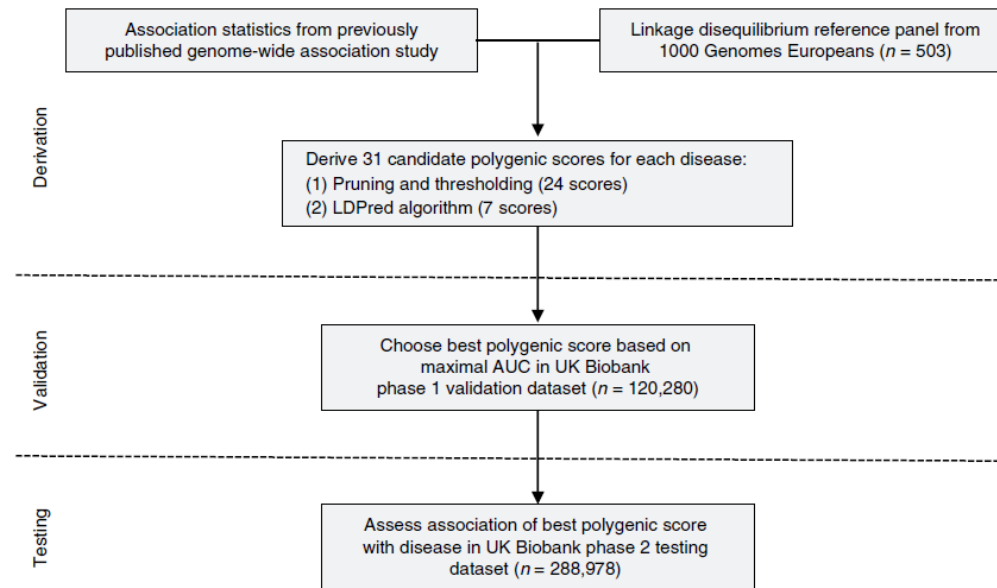 Association statistics from previously
published genome-wide association study
Linkage disequilibrium reference panel from
1000 Genomes Europeans (n = 503)
Derivation
Derive 31 candidate polygenic scores for each disease:
(1) Pruning and thresholding (24 scores)
(2) LDPred algorithm (7 scores)
Validation
Choose best polygenic score based on
maximal AUC in UK Biobank
phase 1 validation dataset (n = 120,280)
Testing
Assess association of best polygenic score
with disease in UK Biobank phase 2 testing
dataset (n = 288,978)